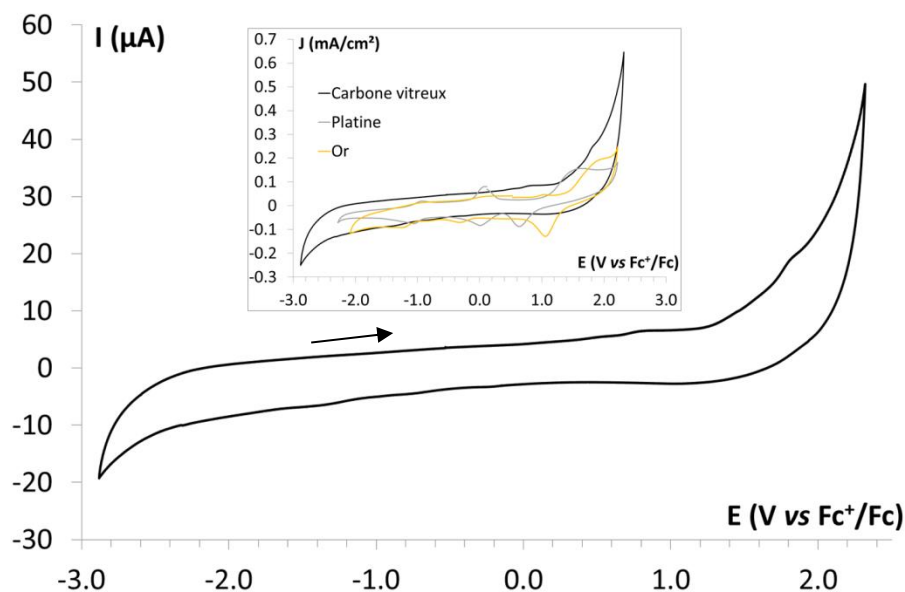 I (µA)
60
50
40
30
20
10
0
-10
-20
-30
-3.0 -2.0 -1.0 0.0 1.0 2.0
E (V vs Fc⁺/Fc)
J (mA/cm²)
0.7
0.6
0.5
0.4
0.3
0.2
0.1
0
-0.1
-0.2
-0.3
Carbone vitreux
Platine
Or
E (V vs Fc⁺/Fc)
-3.0 -2.0 -1.0 0.0 1.0 2.0 3.0